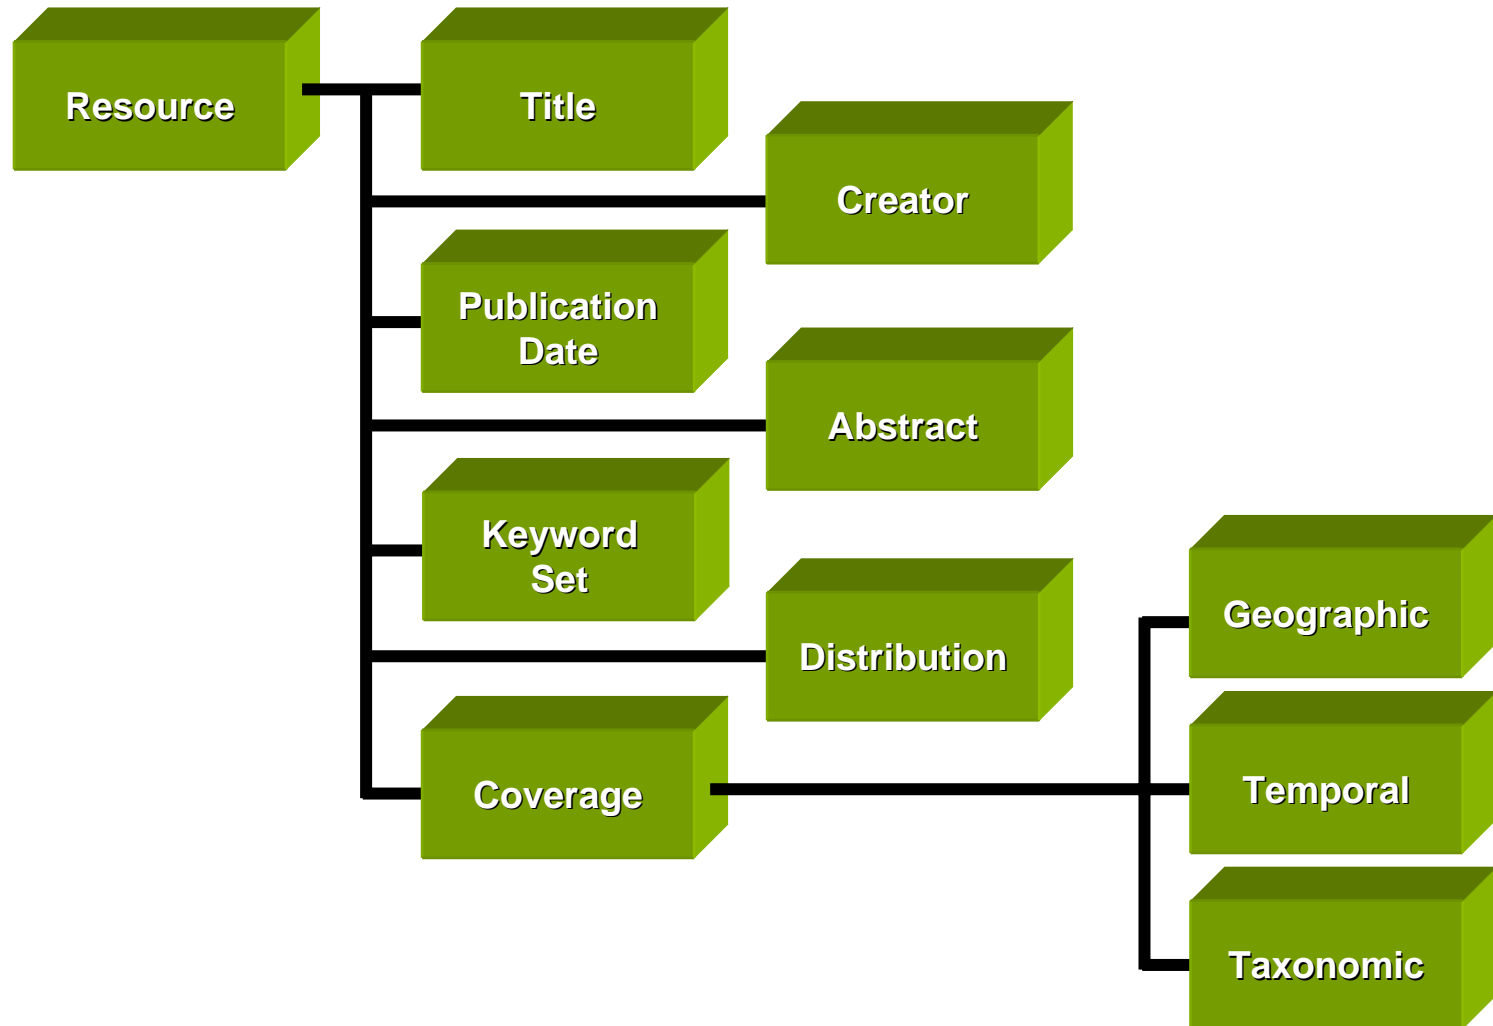 Resource
Title
Creator
Publication
Date
Abstract
Keyword
Set
Distribution
Coverage
Geographic
Temporal
Taxonomic